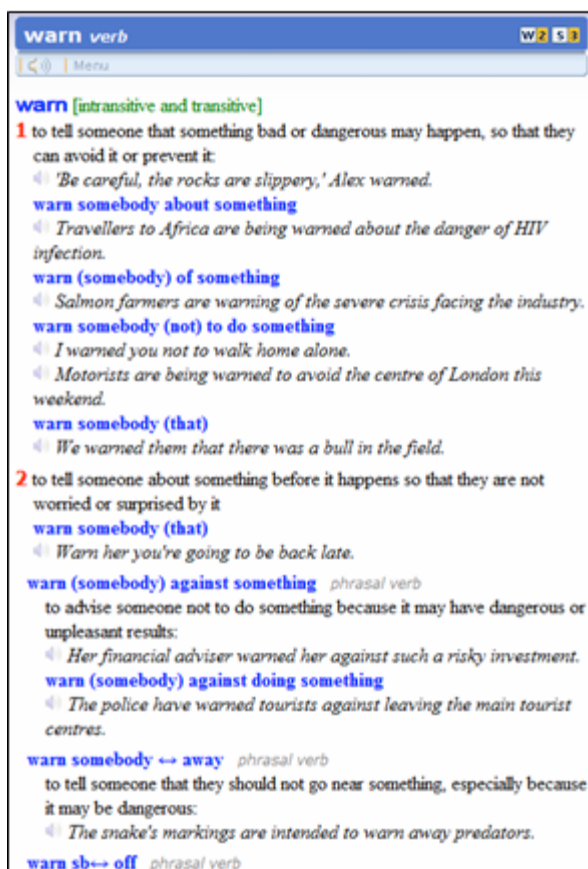 warn verb W2 S3
Menu
warn [intransitive and transitive]
1 to tell someone that something bad or dangerous may happen, so that they
can avoid it or prevent it:
'Be careful, the rocks are slippery,' Alex warned.
warn somebody about something
Travellers to Africa are being warned about the danger of HIV
infection.
warn (somebody) of something
Salmon farmers are warning of the severe crisis facing the industry.
warn somebody (not) to do something
I warned you not to walk home alone.
Motorists are being warned to avoid the centre of London this
weekend.
warn somebody (that)
We warned them that there was a bull in the field.
2 to tell someone about something before it happens so that they are not
worried or surprised by it
warn somebody (that)
Warn her you're going to be back late.
warn (somebody) against something phrasal verb
to advise someone not to do something because it may have dangerous or
unpleasant results:
Her financial adviser warned her against such a risky investment.
warn (somebody) against doing something
The police have warned tourists against leaving the main tourist
centres.
warn somebody ↔ away phrasal verb
to tell someone that they should not go near something, especially because
it may be dangerous:
The snake's markings are intended to warn away predators.
warn sb↔ off phrasal verb